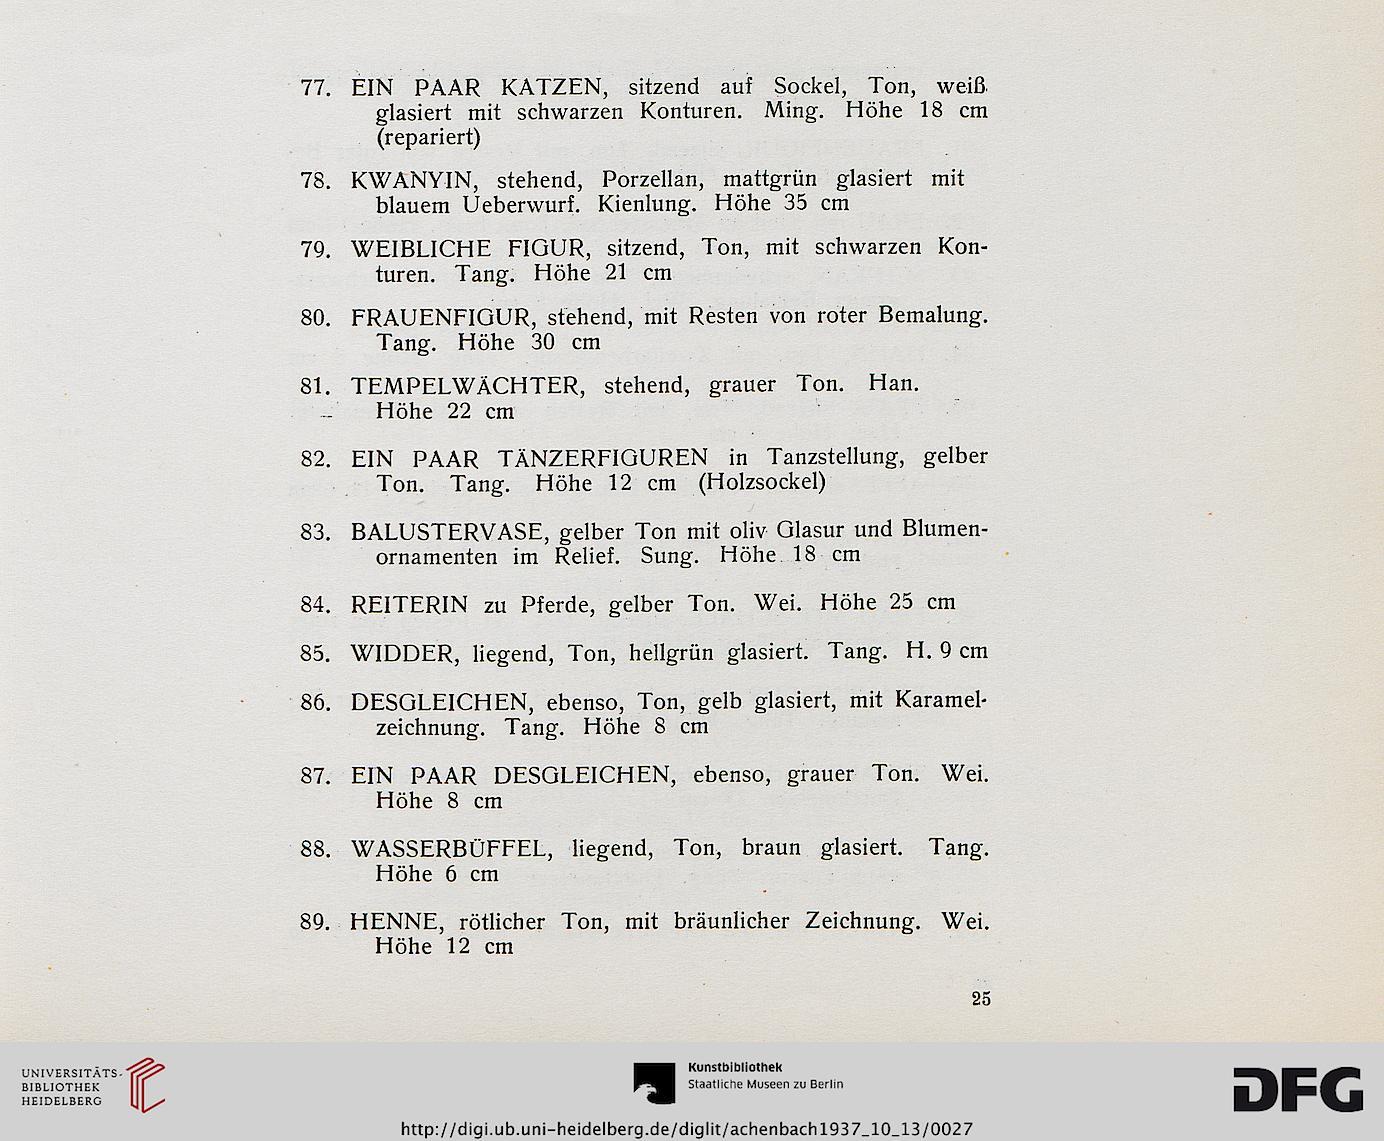 77. EIN PAAR KATZEN, sitzend auf Sockel, Ton, weiß
glasiert mit schwarzen Konturen. Ming. Höhe 18 cm
(repariert)
78. KWANYIN, stehend, Porzellan, mattgrün glasiert mit
blauem Ueberwurf. Kienlung. Höhe 35 cm
79. WEIBLICHE FIGUR, sitzend, Ton, mit schwarzen Kon-
turen. Tang. Höhe 21 cm
80. FRAUENFIGUR, stehend, mit Resten von roter Bemalung.
Tang. Höhe 30 cm
81. TEMPELWÄCHTER, stehend, grauer Ton. Han.
Höhe 22 cm
82. EIN PAAR TÄNZERFIGUREN in Tanzstellung, gelber
Ton. Tang. Höhe 12 cm (Holzsockel)
83. BALUSTERVASE, gelber Ton mit oliv Glasur und Blumen-
ornamenten im Relief. Sung. Höhe 18 cm
84. REITERIN zu Pferde, gelber Ton. Wei. Höhe 25 cm
85. WIDDER, liegend, Ton, hellgrün glasiert. Tang. H. 9 cm
86. DESGLEICHEN, ebenso, Ton, gelb glasiert, mit Karamel-
zeichnung. Tang. Höhe 8 cm
87. EIN PAAR DESGLEICHEN, ebenso, grauer Ton. Wei.
Höhe 8 cm
88. WASSERBÜFFEL, liegend, Ton, braun glasiert. Tang.
Höhe 6 cm
89. HENNE, rötlicher Ton, mit bräunlicher Zeichnung. Wei.
Höhe 12 cm
25
UNIVERSITÄTS-
BIBLIOTHEK
HEIDELBERG
Kunstbibliothek
Staatliche Museen zu Berlin
DFG
http://digi.ub.uni-heidelberg.de/diglit/achenbach1937_10_13/0027